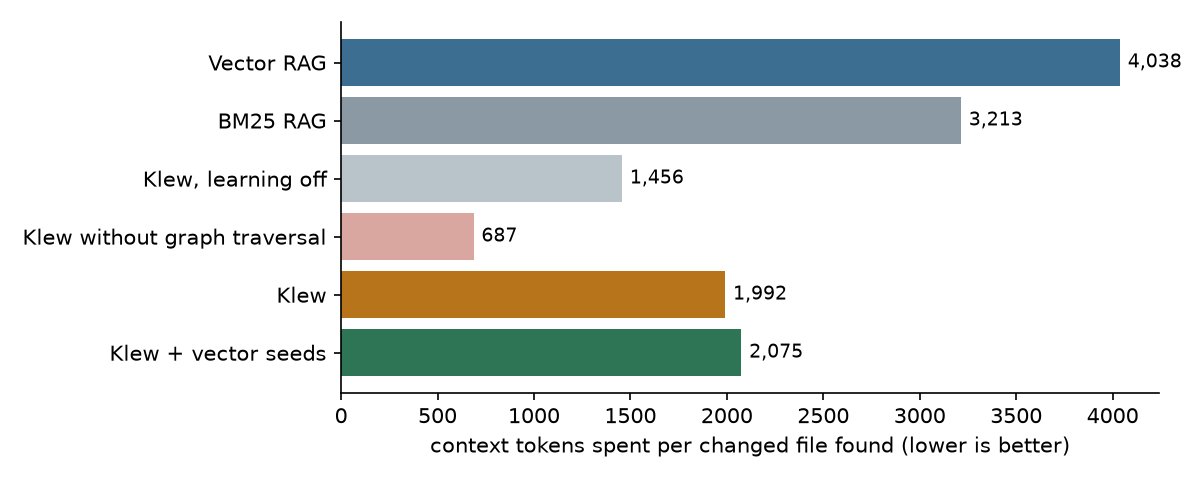 Vector RAG 4,038
BM25 RAG 3,213
Klew, learning off 1,456
Klew without graph traversal 687
Klew 1,992
Klew + vector seeds 2,075
0 500 1000 1500 2000 2500 3000 3500 4000
context tokens spent per changed file found (lower is better)